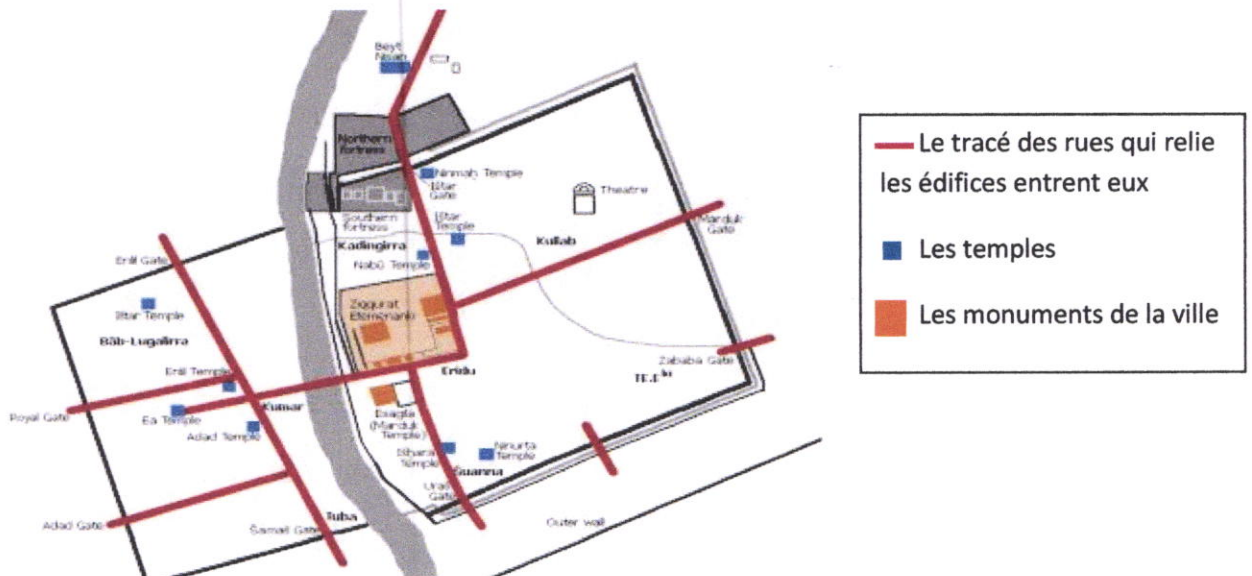 Beyt
Nisab
Northern
fortress
Ninmah Temple
Ištar
Gate
Theatre
Southern
fortress
Ištar
Temple
Marduk
Gate
Kadingirra
Kullab
Nabû Temple
Enlil Gate
Ziqqurat
Etemenanki
Ištar Temple
Bāb-Lugalirra
Zababa Gate
Enlil Temple
Eridu
TE.E
Kumar
Royal Gate
Ea Temple
Adad Temple
Esagila
(Marduk
Temple)
Ishara
Temple
Ninurta
Temple
Šuanna
Uraš
Gate
Adad Gate
Tuba
Šamaš Gate
Outer wall
Le tracé des rues qui relie
les édifices entrent eux
Les temples
Les monuments de la ville